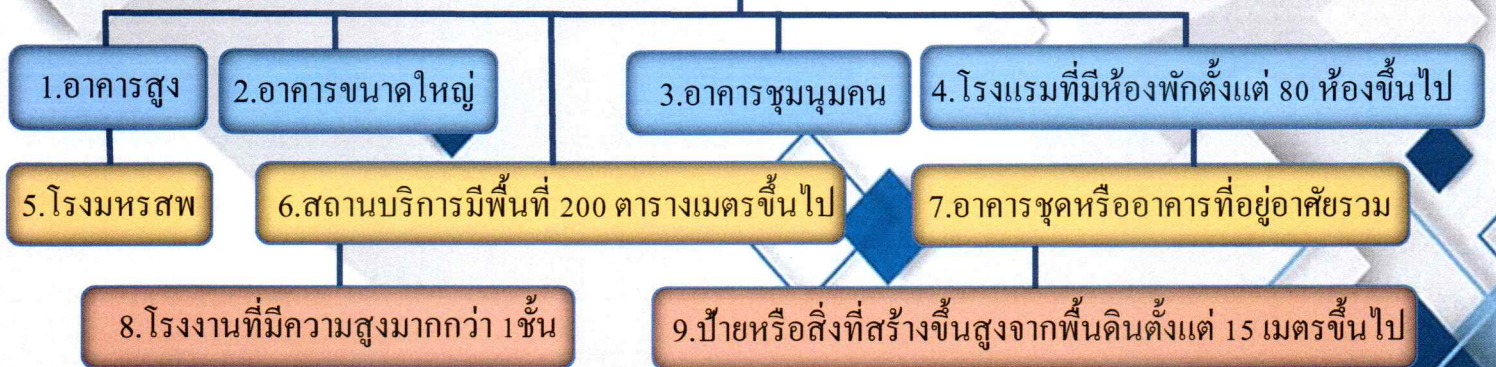 1.อาคารสูง
2.อาคารขนาดใหญ่
3.อาคารชุมนุมคน
4.โรงแรมที่มีห้องพักตั้งแต่ 80 ห้องขึ้นไป
5.โรงมหรสพ
6.สถานบริการมีพื้นที่ 200 ตารางเมตรขึ้นไป
7.อาคารชุดหรืออาคารที่อยู่อาศัยรวม
8.โรงงานที่มีความสูงมากกว่า 1ชั้น
9.ป้ายหรือสิ่งที่สร้างขึ้นสูงจากพื้นดินตั้งแต่ 15 เมตรขึ้นไป